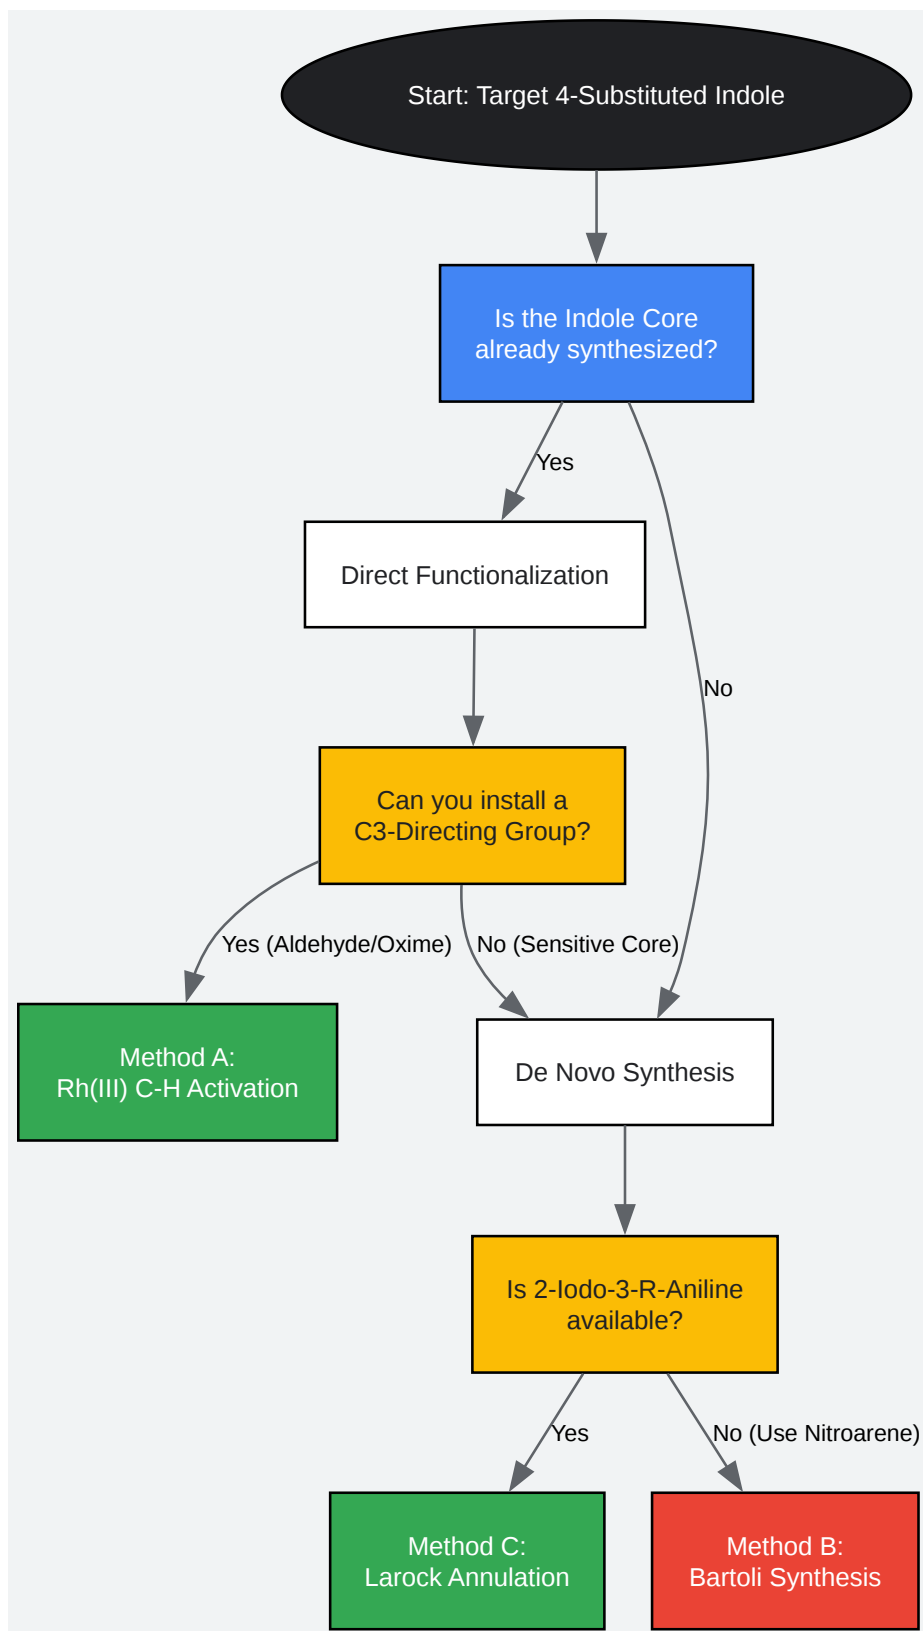 Start: Target 4-Substituted Indole
Is the Indole Core
already synthesized?
Yes
Direct Functionalization
No
Can you install a
C3-Directing Group?
Yes (Aldehyde/Oxime)
No (Sensitive Core)
Method A:
Rh(III) C-H Activation
De Novo Synthesis
Is 2-Iodo-3-R-Aniline
available?
Yes
No (Use Nitroarene)
Method C:
Larock Annulation
Method B:
Bartoli Synthesis